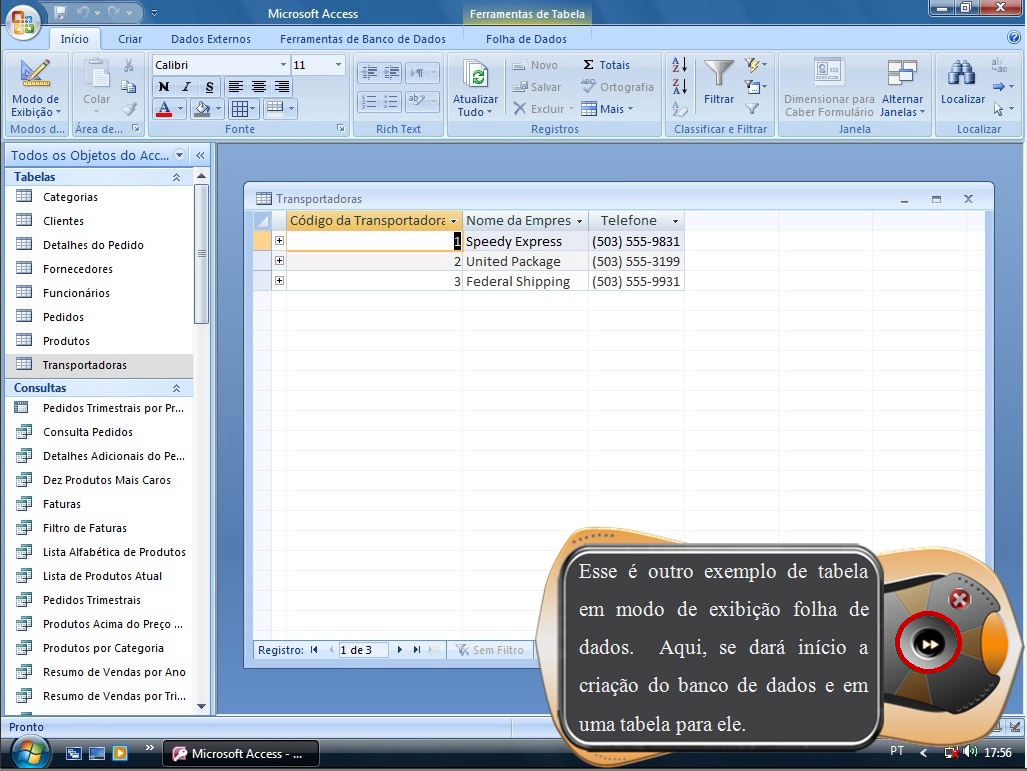 Microsoft Access
Ferramentas de Tabela
Início
Criar
Dados Externos
Ferramentas de Banco de Dados
Folha de Dados
Modo de
Exibição
Modos d...
Colar
Área de...
Calibri
11
N I S
A
Fonte
Rich Text
Atualizar
Tudo
Novo
Salvar
Excluir
Σ Totais
Ortografia
Mais
Registros
Filtrar
Classificar e Filtrar
Dimensionar para
Caber Formulário
Alternar
Janelas
Janela
Localizar
Localizar
Todos os Objetos do Acc...
Tabelas
Categorias
Clientes
Detalhes do Pedido
Fornecedores
Funcionários
Pedidos
Produtos
Transportadoras
Consultas
Pedidos Trimestrais por Pr...
Consulta Pedidos
Detalhes Adicionais do Pe...
Dez Produtos Mais Caros
Faturas
Filtro de Faturas
Lista Alfabética de Produtos
Lista de Produtos Atual
Pedidos Trimestrais
Produtos Acima do Preço ...
Produtos por Categoria
Resumo de Vendas por Ano
Resumo de Vendas por Tri...
Transportadoras
Código da Transportadora Nome da Empres Telefone
1 Speedy Express (503) 555-9831
2 United Package (503) 555-3199
3 Federal Shipping (503) 555-9931
Registro: 1 de 3 Sem Filtro
Esse é outro exemplo de tabela
em modo de exibição folha de
dados. Aqui, se dará início a
criação do banco de dados e em
uma tabela para ele.
Pronto
Microsoft Access - ...
PT
17:56